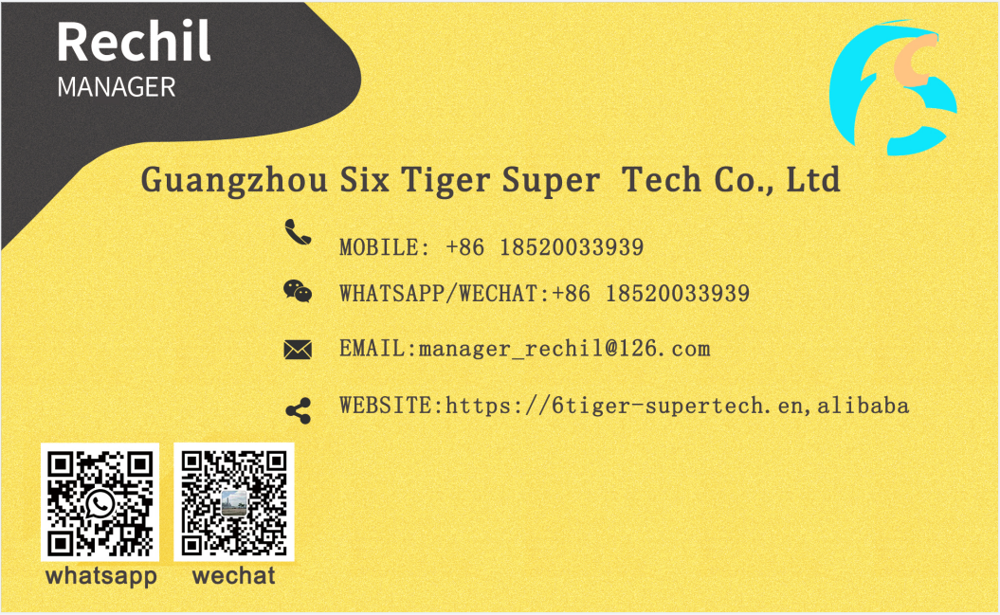 Rechil
MANAGER
Guangzhou Six Tiger Super Tech Co., Ltd
MOBILE: +86 18520033939
WHATSAPP/WECHAT:+86 18520033939
EMAIL:manager_rechil@126.com
WEBSITE:https://6tiger-supertech.en,alibaba
whatsapp wechat